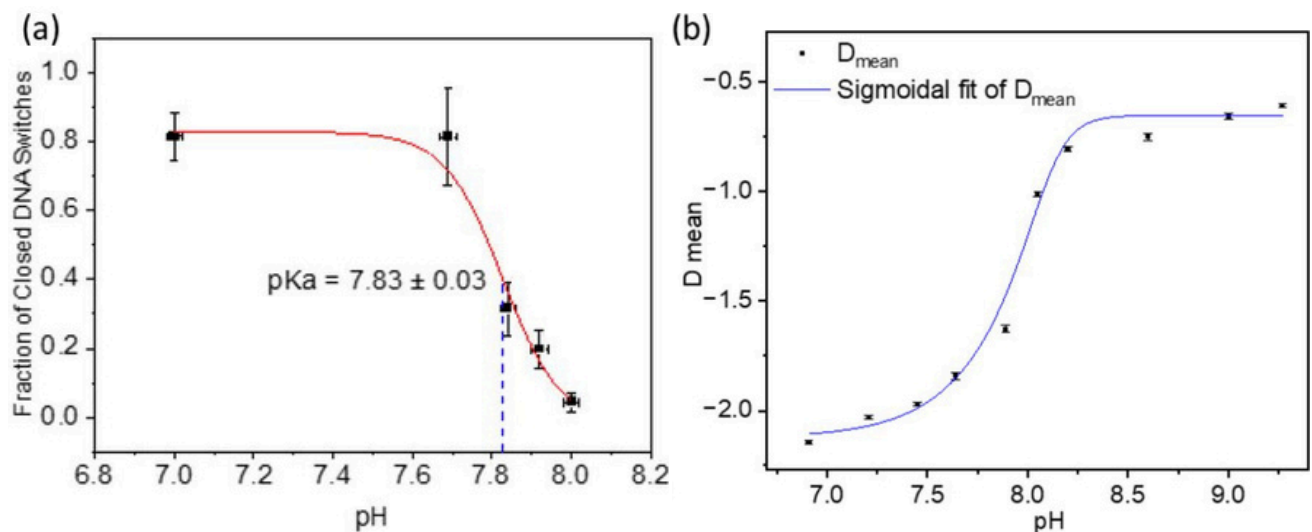 (a)
1.0
0.8
0.6
0.4
0.2
0.0
Fraction of Closed DNA Switches
pKa = 7.83 ± 0.03
6.8 7.0 7.2 7.4 7.6 7.8 8.0 8.2
pH
(b)
D_mean
Sigmoidal fit of D_mean
−0.5
−1.0
−1.5
−2.0
D mean
7.0 7.5 8.0 8.5 9.0
pH